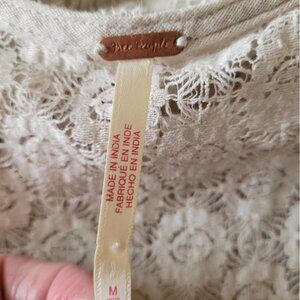 Free People
MADE IN INDIA
FABRIQUÉ EN INDE
HECHO EN INDIA
M